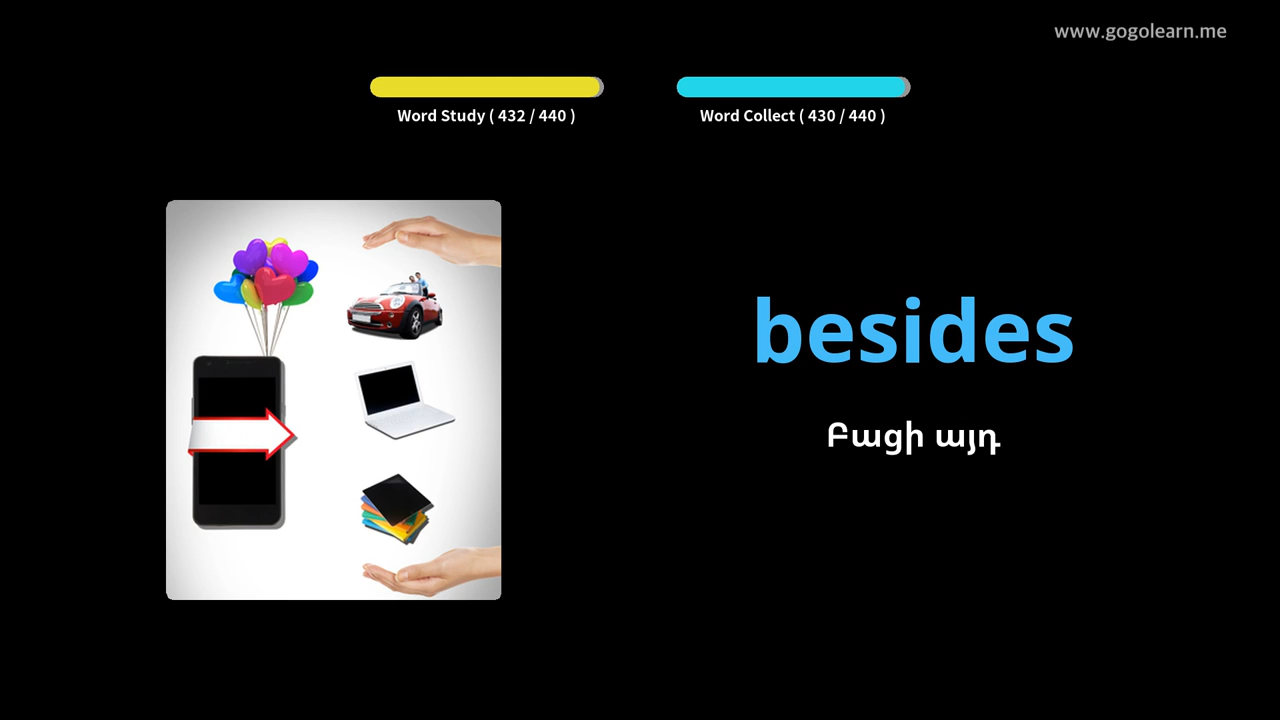 www.gogolearn.me
Word Study ( 432 / 440 )
Word Collect ( 430 / 440 )
besides
Բացի այդ